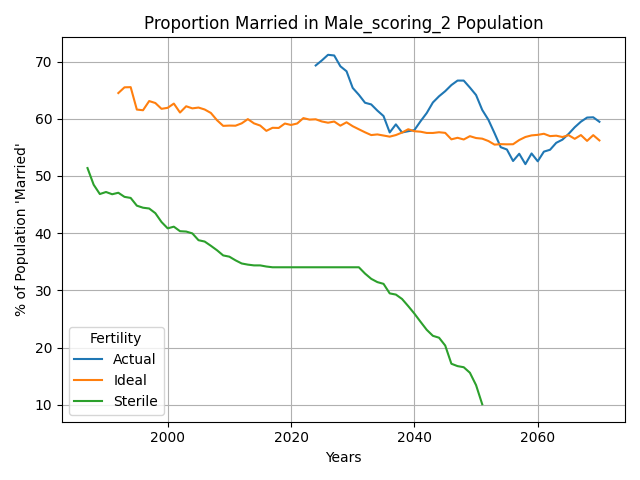 Proportion Married in Male_scoring_2 Population
% of Population 'Married'
70
60
50
40
30
20
10
Fertility
Actual
Ideal
Sterile
2000
2020
2040
2060
Years